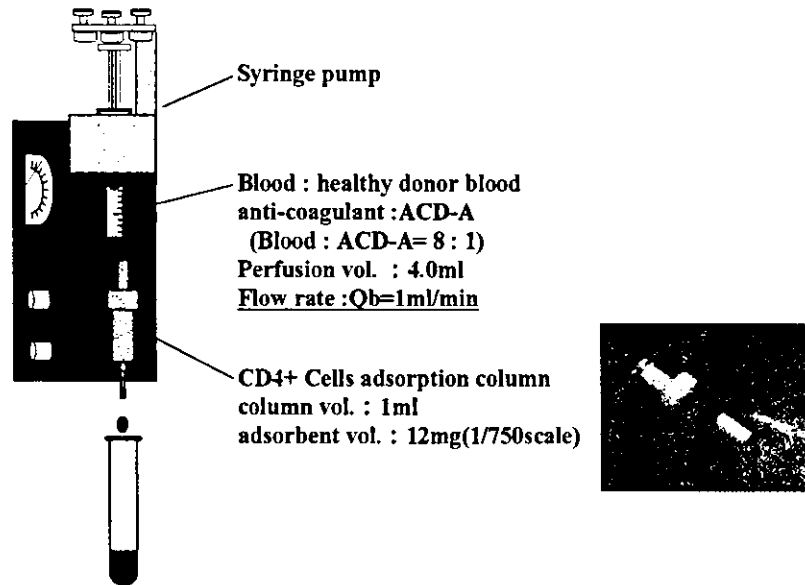 Syringe pump
Blood : healthy donor blood
anti-coagulant :ACD-A
(Blood : ACD-A= 8 : 1)
Perfusion vol. : 4.0ml
Flow rate :Qb=1ml/min
CD4+ Cells adsorption column
column vol. : 1ml
adsorbent vol. : 12mg(1/750scale)